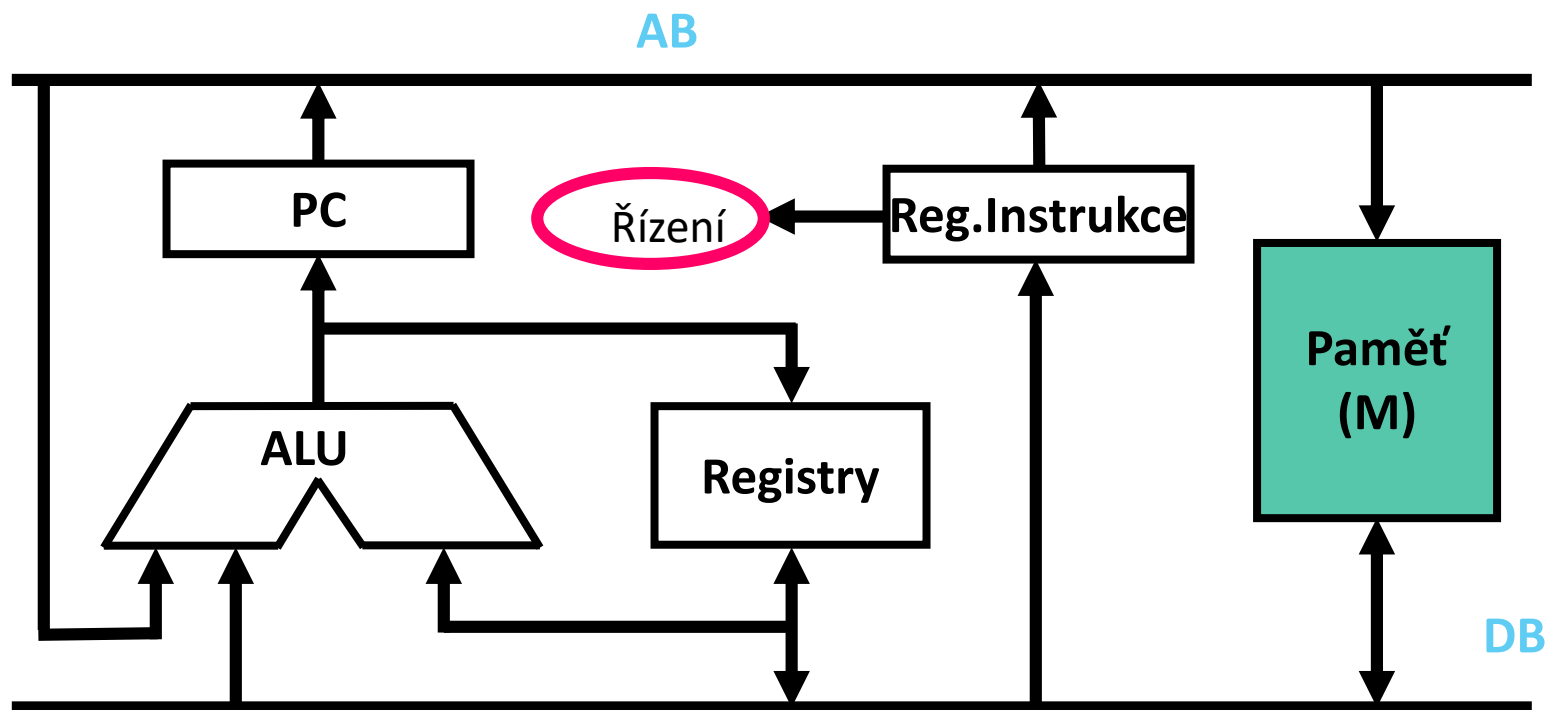 AB
PC
Řízení
Reg.Instrukce
Paměť
(M)
ALU
Registry
DB